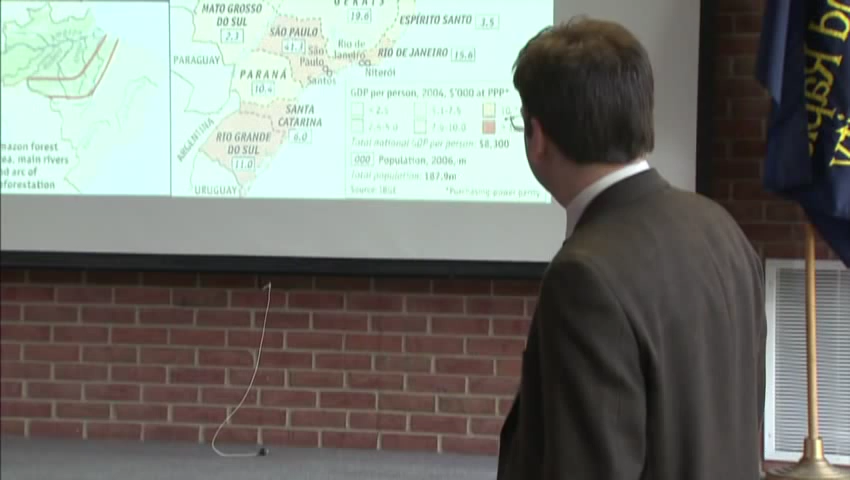 MATO GROSSO
DO SUL
2.3
GERAIS
19.6
ESPÍRITO SANTO 3.5
SÃO PAULO
41.1
São
Paulo
Rio de
Janeiro
RIO DE JANEIRO 15.6
Niterói
Santos
PARAGUAY
PARANÁ
10.4
SANTA
CATARINA
6.0
ARGENTINA
RIO GRANDE
DO SUL
11.0
URUGUAY
GDP per person, 2004, $'000 at PPP*
Total national GDP per person: $8,300
000 Population, 2006, m
Total population: 187.9m
Source: IBGE
*Purchasing-power parity
mazon forest
ea, main rivers
nd arc of
eforestation